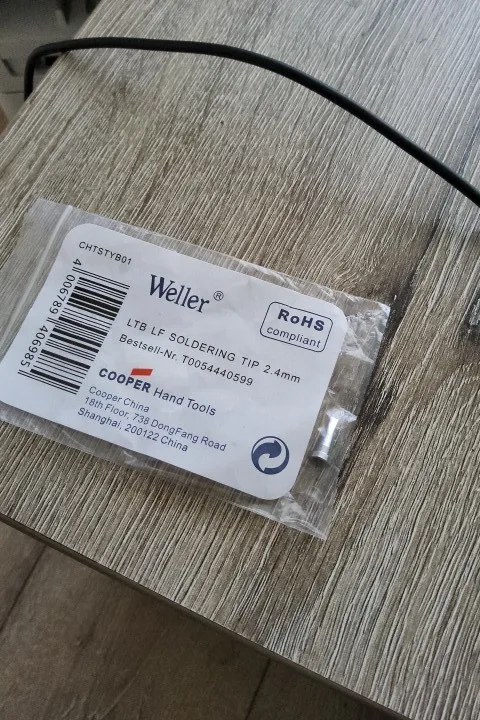 CHTSTYB01
4 006789 406985
Weller ®
RoHS
compliant
LTB LF SOLDERING TIP 2.4mm
Bestsell-Nr. T0054440599
COOPER Hand Tools
Cooper China
18th Floor, 738 DongFang Road
Shanghai, 200122 China